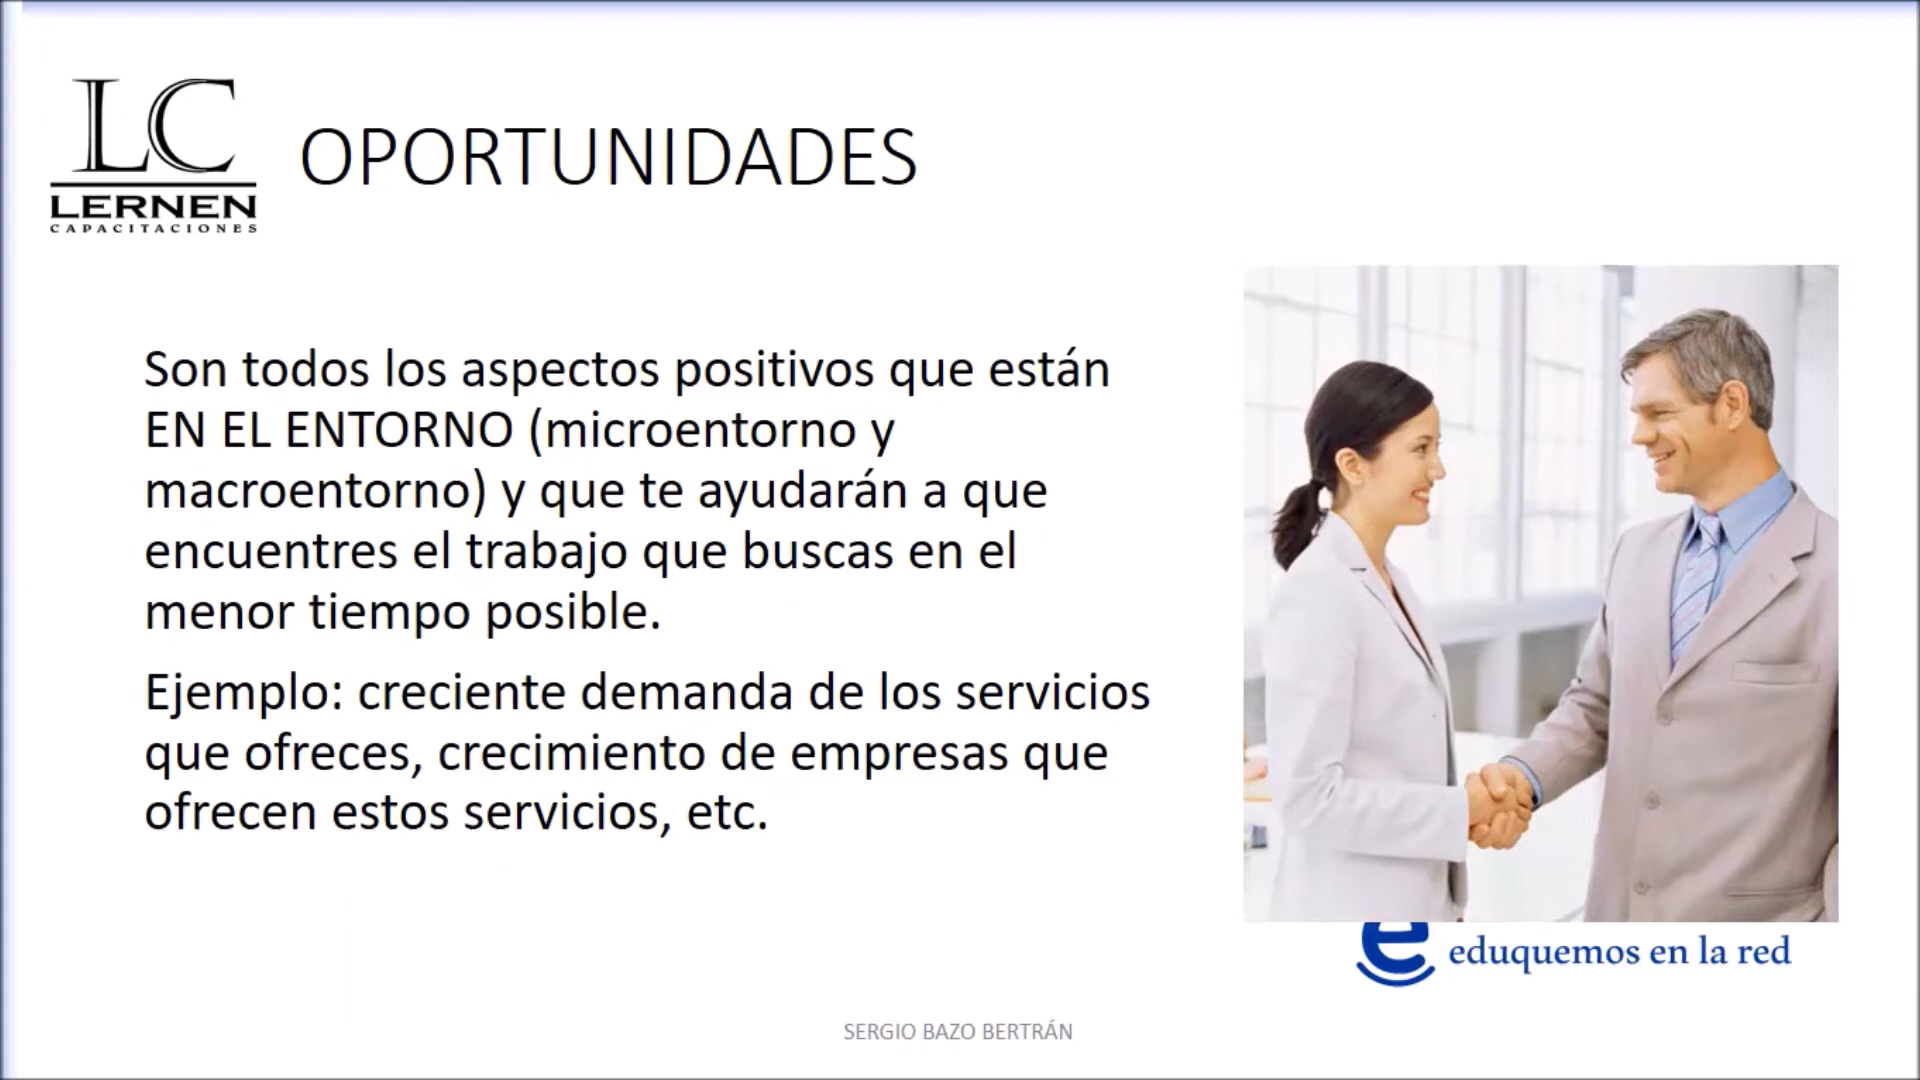 LC
LERNEN
CAPACITACIONES
OPORTUNIDADES
Son todos los aspectos positivos que están
EN EL ENTORNO (microentorno y
macroentorno) y que te ayudarán a que
encuentres el trabajo que buscas en el
menor tiempo posible.
Ejemplo: creciente demanda de los servicios
que ofreces, crecimiento de empresas que
ofrecen estos servicios, etc.
e eduquemos en la red
SERGIO BAZO BERTRÁN